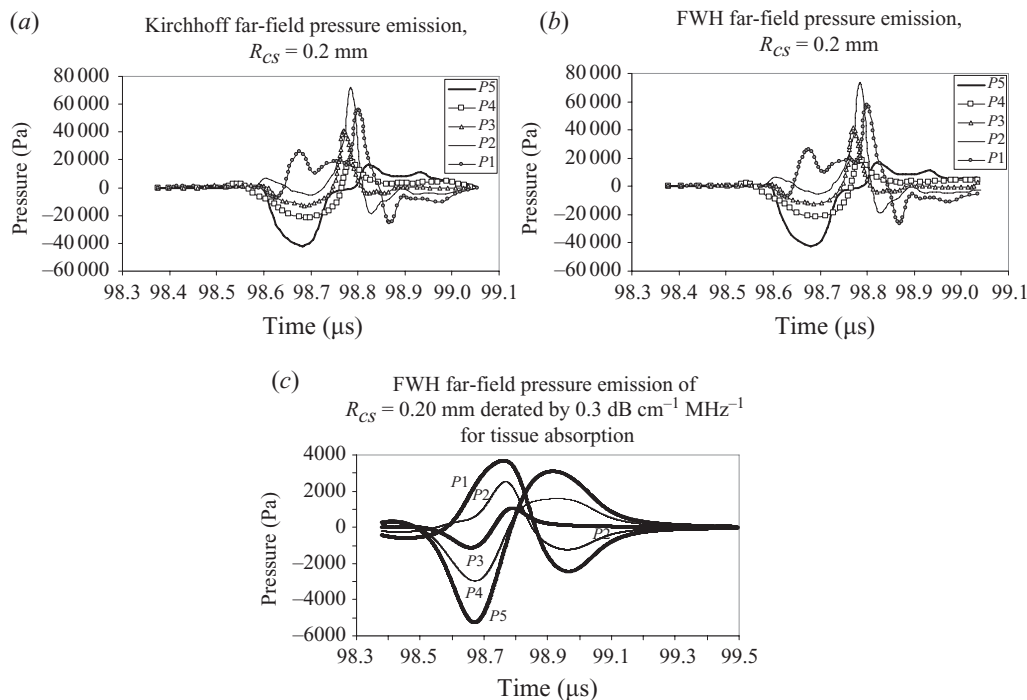 (a)
Kirchhoff far-field pressure emission,
R_CS = 0.2 mm
80 000
60 000
40 000
20 000
0
–20 000
–40 000
–60 000
Pressure (Pa)
P5
P4
P3
P2
P1
98.3 98.4 98.5 98.6 98.7 98.8 98.9 99.0 99.1
Time (μs)
(b)
FWH far-field pressure emission,
R_CS = 0.2 mm
80 000
60 000
40 000
20 000
0
–20 000
–40 000
–60 000
Pressure (Pa)
P5
P4
P3
P2
P1
98.3 98.4 98.5 98.6 98.7 98.8 98.9 99.0 99.1
Time (μs)
(c)
FWH far-field pressure emission of
R_CS = 0.20 mm derated by 0.3 dB cm⁻¹ MHz⁻¹
for tissue absorption
4000
2000
0
–2000
–4000
–6000
Pressure (Pa)
P1
P2
P3
P4
P5
P2
98.3 98.5 98.7 98.9 99.1 99.3 99.5
Time (μs)